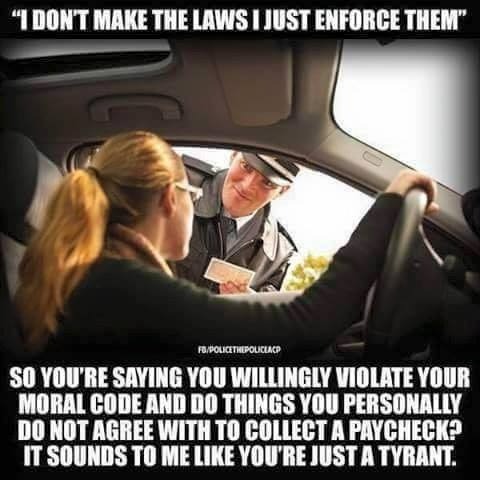 "I DON'T MAKE THE LAWS I JUST ENFORCE THEM"
FB/POLICETHEPOLICEACP
SO YOU'RE SAYING YOU WILLINGLY VIOLATE YOUR
MORAL CODE AND DO THINGS YOU PERSONALLY
DO NOT AGREE WITH TO COLLECT A PAYCHECK?
IT SOUNDS TO ME LIKE YOU'RE JUST A TYRANT.